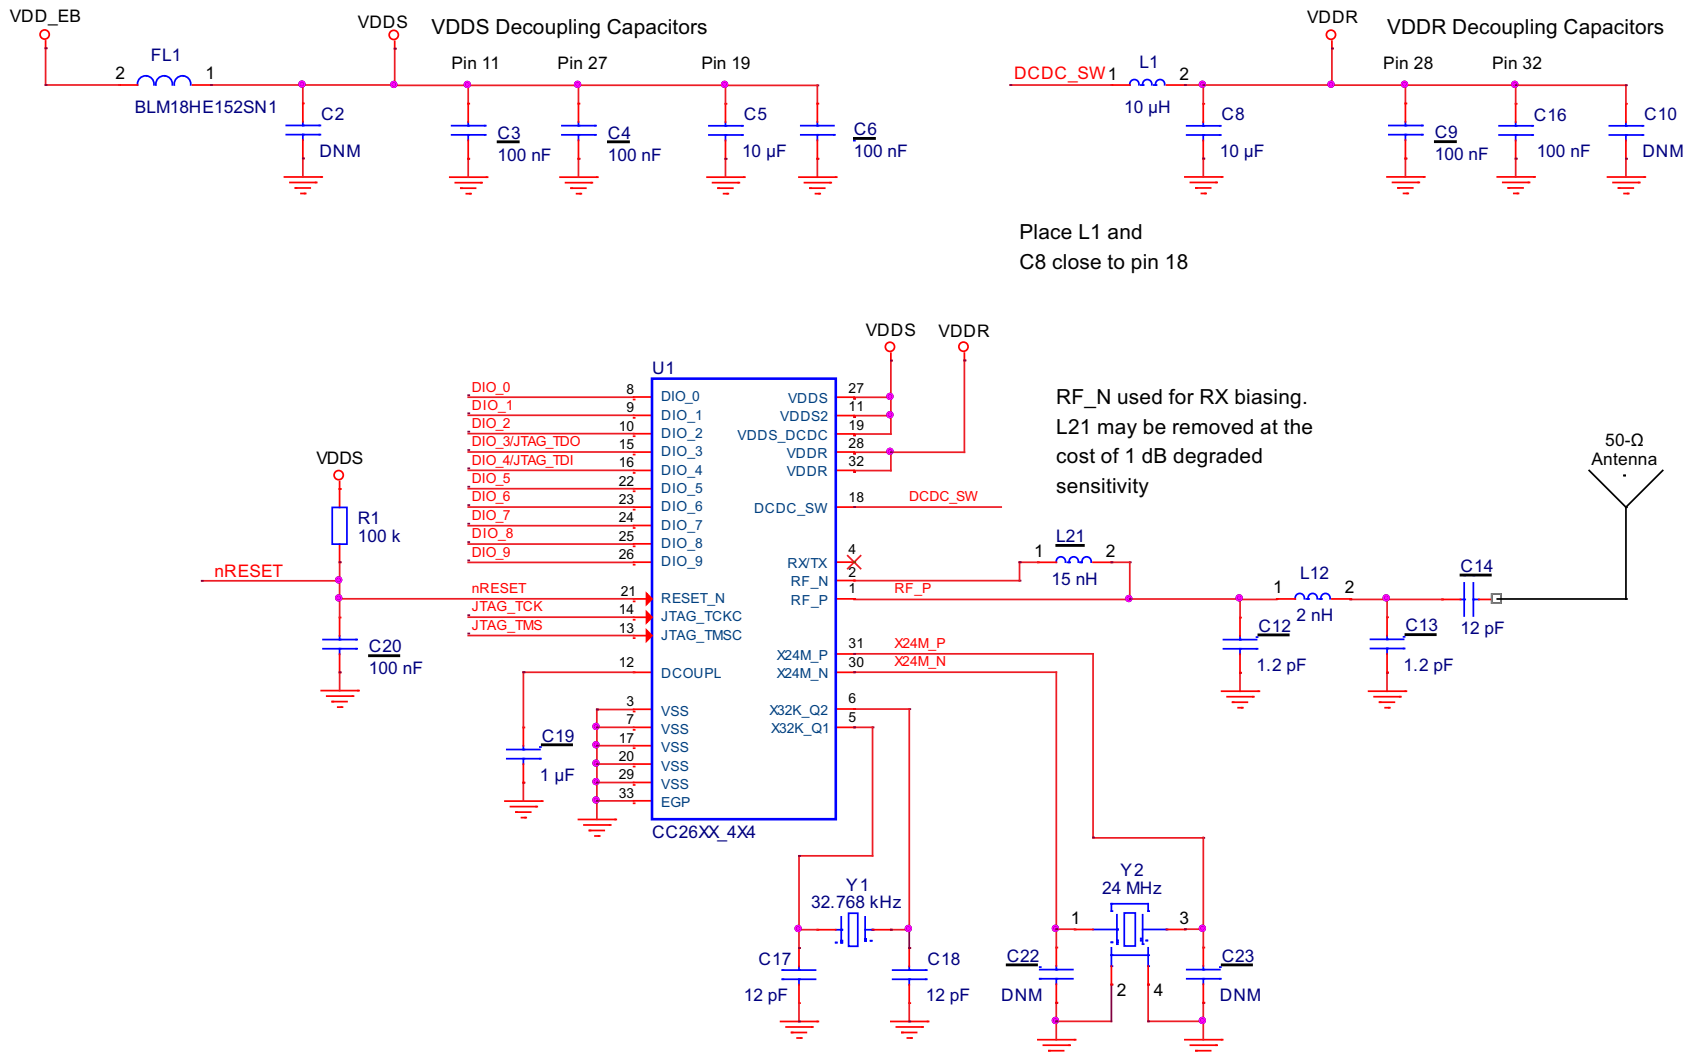 VDD_EB
VDDS
VDDS Decoupling Capacitors
VDDR
VDDR Decoupling Capacitors
FL1
2
1
BLM18HE152SN1
Pin 11
Pin 27
Pin 19
C2
DNM
C3
100 nF
C4
100 nF
C5
10 µF
C6
100 nF
DCDC_SW
1
L1
2
10 µH
Pin 28
Pin 32
C8
10 µF
C9
100 nF
C16
100 nF
C10
DNM
Place L1 and
C8 close to pin 18
VDDS
VDDR
U1
DIO_0
8
DIO_0
DIO_1
9
DIO_1
DIO_2
10
DIO_2
DIO_3/JTAG_TDO
15
DIO_3
DIO_4/JTAG_TDI
16
DIO_4
DIO_5
22
DIO_5
DIO_6
23
DIO_6
DIO_7
24
DIO_7
DIO_8
25
DIO_8
DIO_9
26
DIO_9
nRESET
21
RESET_N
JTAG_TCK
14
JTAG_TCKC
JTAG_TMS
13
JTAG_TMSC
12
DCOUPL
3
VSS
7
VSS
17
VSS
20
VSS
29
VSS
33
EGP
CC26XX_4X4
VDDS
27
VDDS2
11
VDDS_DCDC
19
VDDR
28
VDDR
32
DCDC_SW
18
DCDC_SW
RX/TX
4
RF_N
2
RF_P
1
RF_P
X24M_P
31
X24M_P
X24M_N
30
X24M_N
X32K_Q2
6
X32K_Q1
5
VDDS
R1
100 k
nRESET
C20
100 nF
C19
1 µF
RF_N used for RX biasing.
L21 may be removed at the
cost of 1 dB degraded
sensitivity
50-Ω
Antenna
1
L21
2
15 nH
1
L12
2
2 nH
C14
12 pF
C12
1.2 pF
C13
1.2 pF
Y1
32.768 kHz
C17
12 pF
C18
12 pF
Y2
24 MHz
1
3
C22
DNM
2
4
C23
DNM